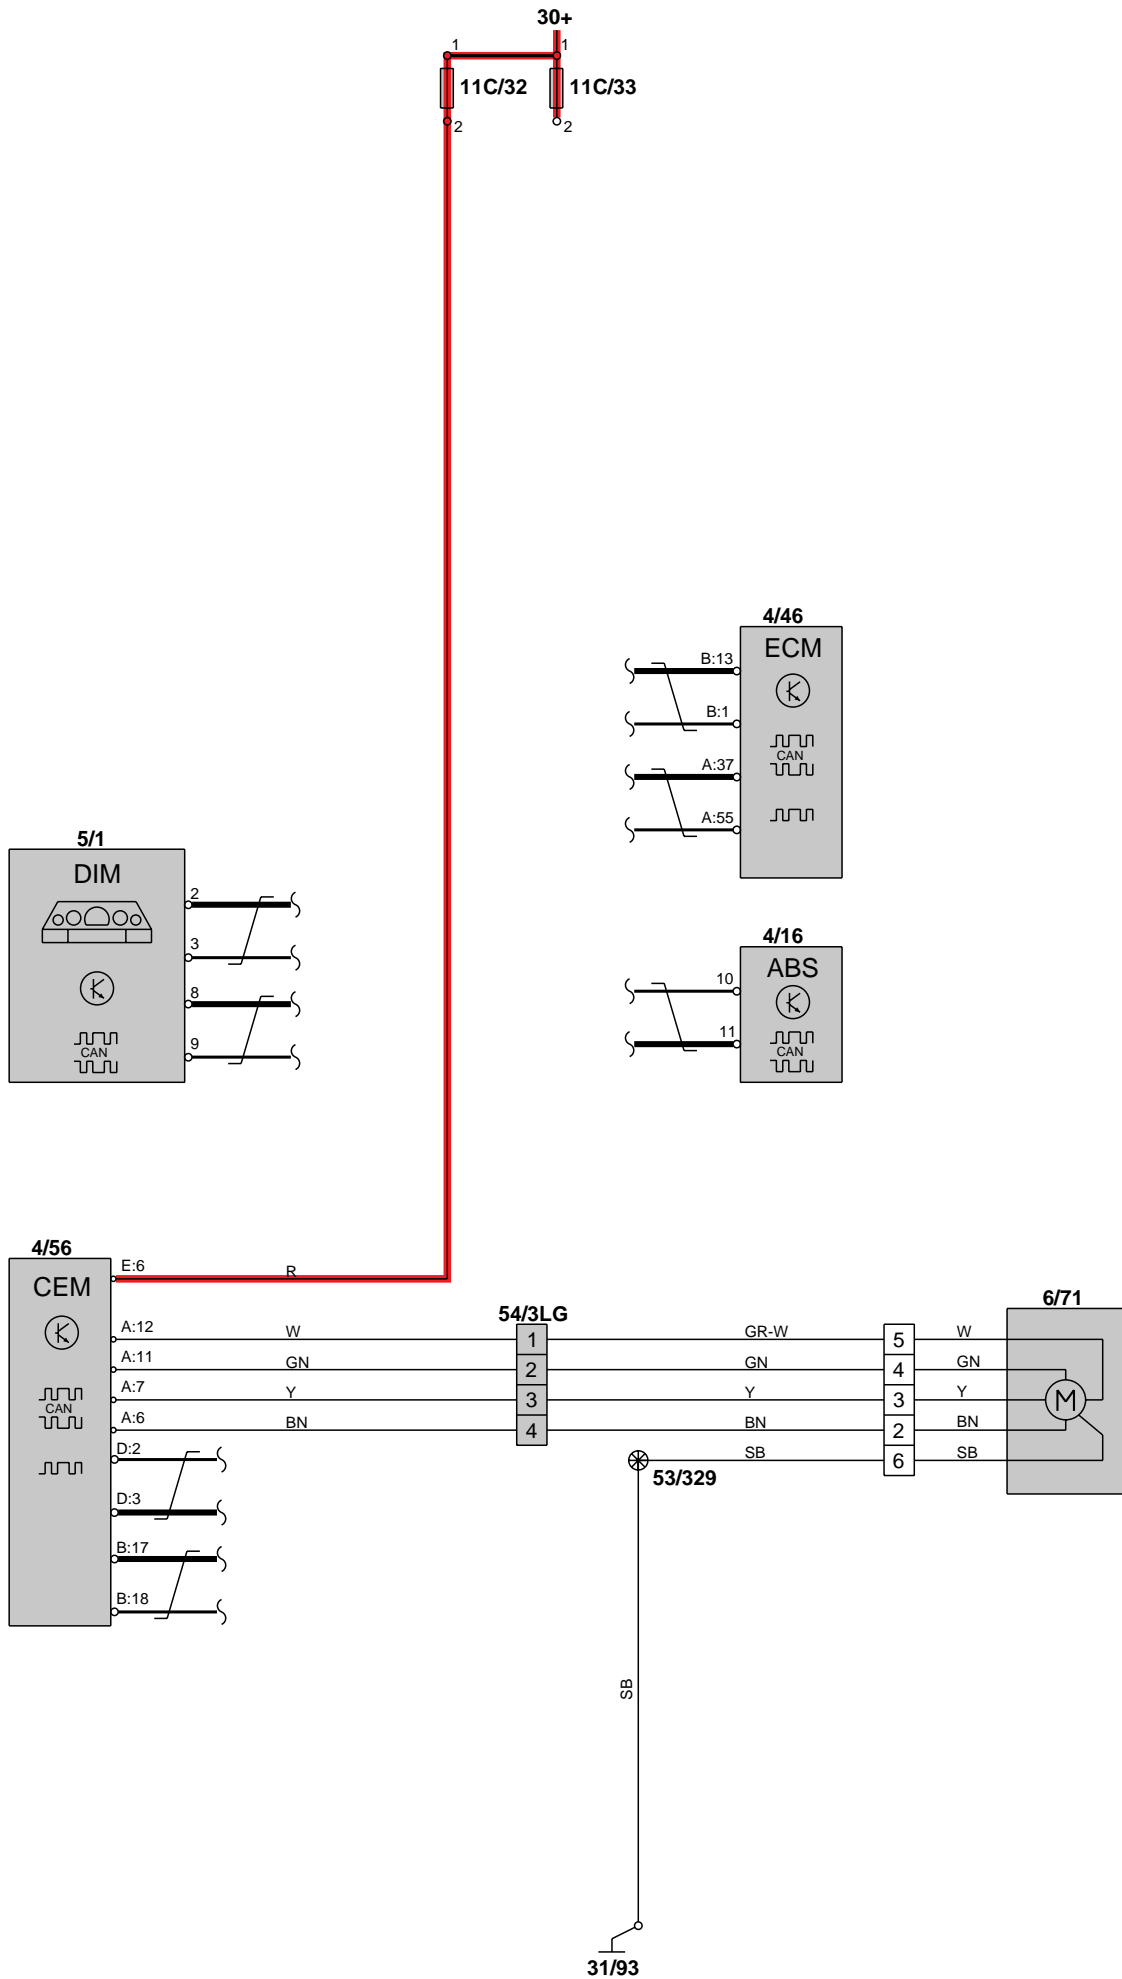 30+
1
1
11C/32
11C/33
2
2
4/46
ECM
B:13
B:1
CAN
A:37
A:55
5/1
DIM
2
3
8
9
CAN
4/16
ABS
10
11
CAN
4/56
CEM
E:6
R
A:12
W
A:11
GN
A:7
Y
CAN
A:6
BN
D:2
D:3
B:17
B:18
54/3LG
1
2
3
4
GR-W
GN
Y
BN
SB
5
4
3
2
6
W
GN
Y
BN
SB
6/71
M
53/329
SB
31/93